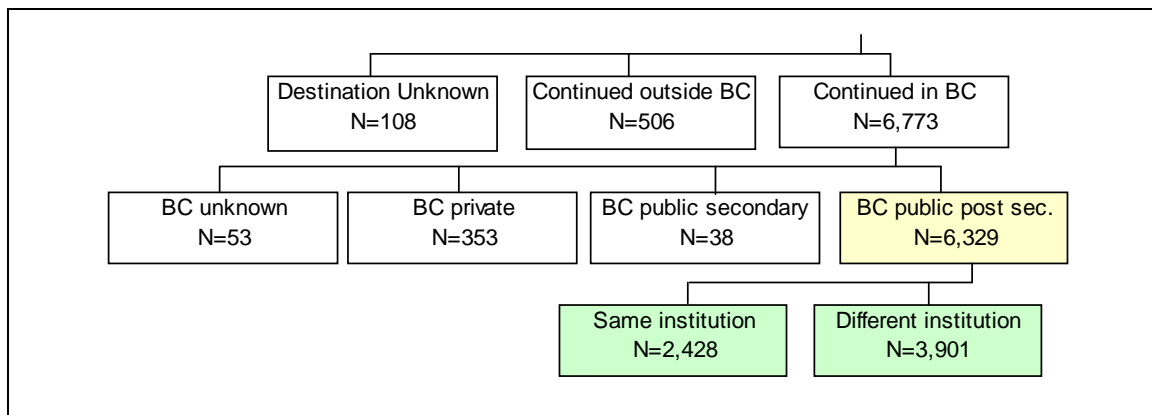 Destination Unknown
N=108
Continued outside BC
N=506
Continued in BC
N=6,773
BC unknown
N=53
BC private
N=353
BC public secondary
N=38
BC public post sec.
N=6,329
Same institution
N=2,428
Different institution
N=3,901